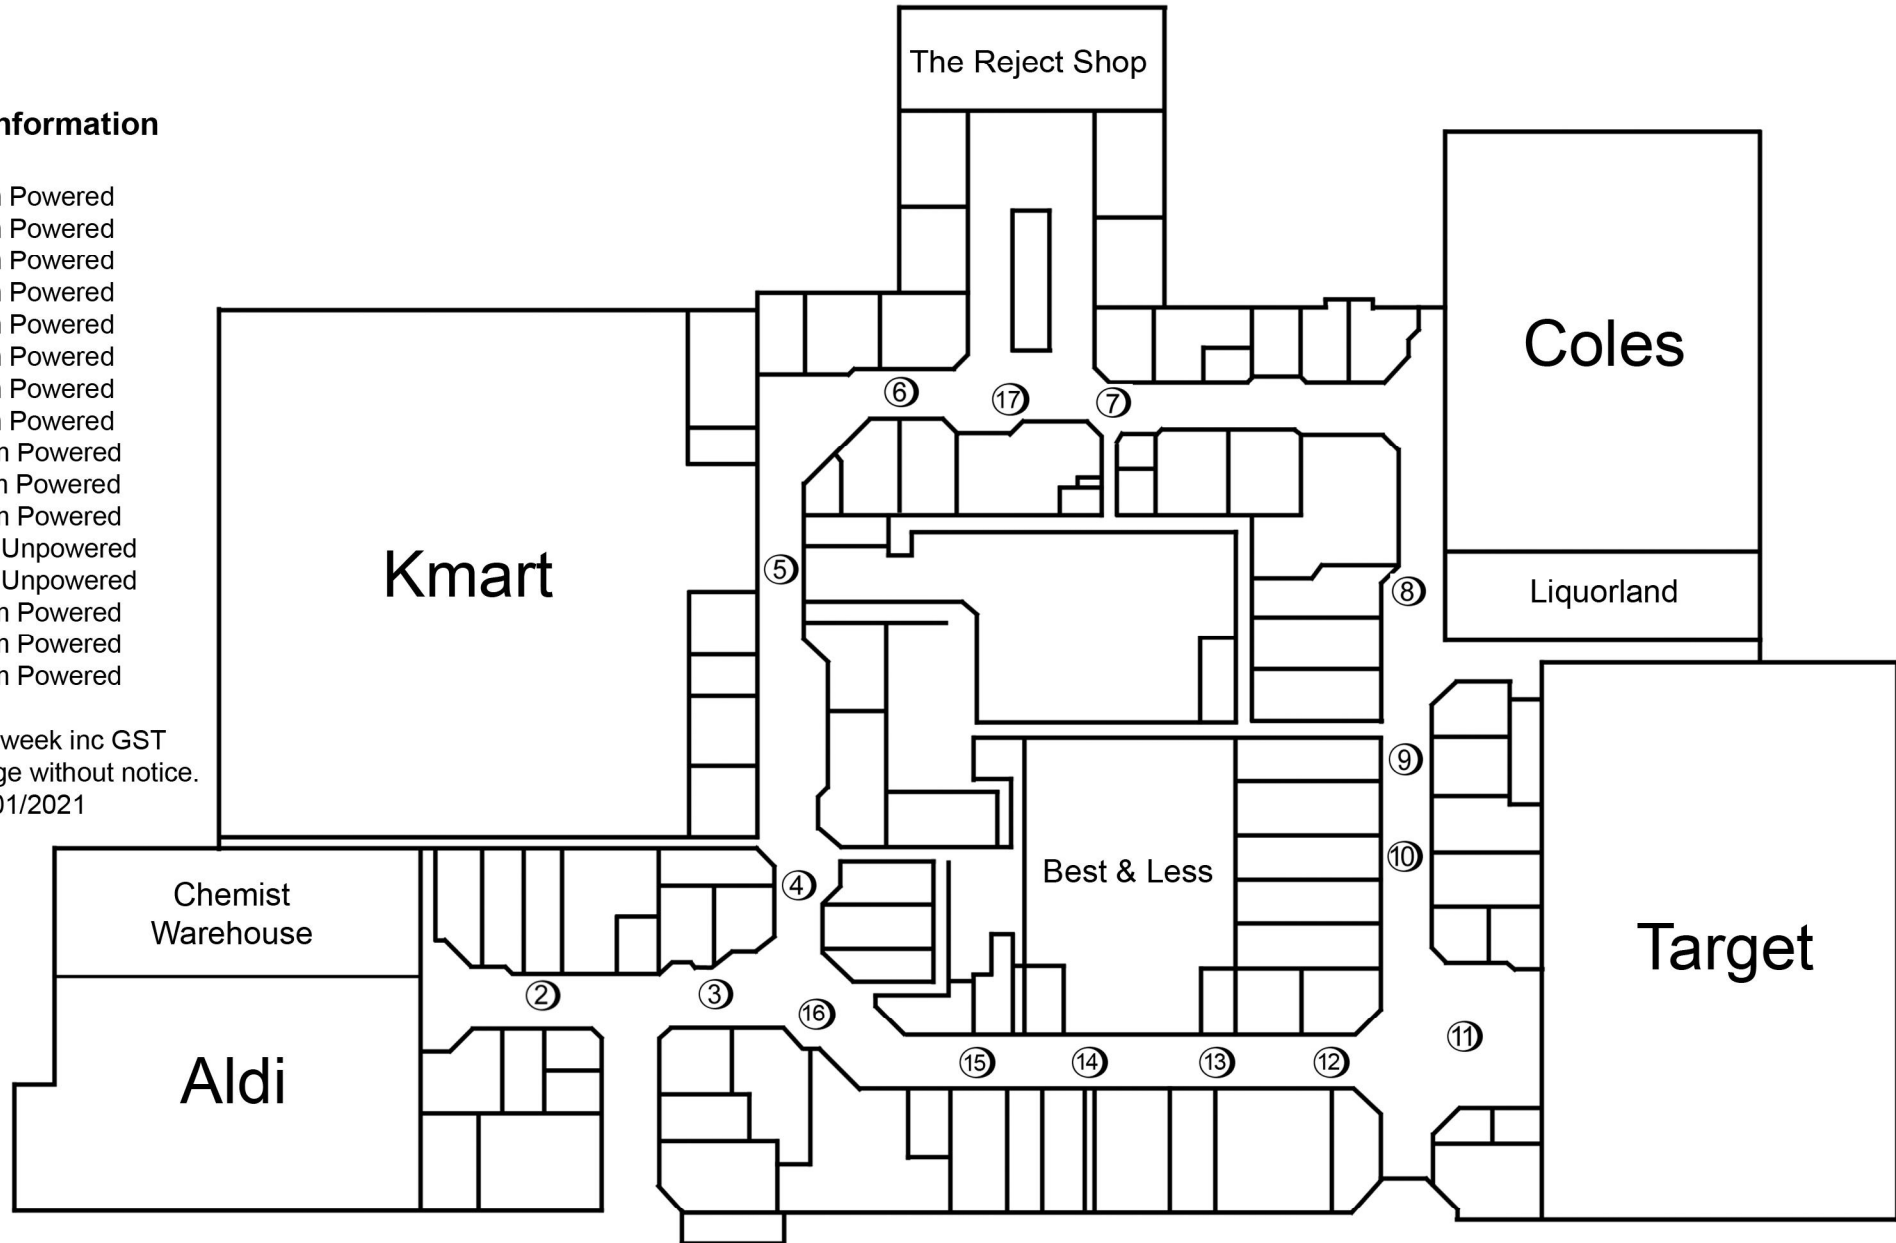 The Reject Shop
nformation
Powered
Powered
Powered
Powered
Powered
Powered
Powered
Powered
Powered
Powered
Powered
Unpowered
Unpowered
Powered
Powered
Powered
week inc GST
ge without notice.
01/2021
Coles
Kmart
Liquorland
Chemist
Warehouse
Aldi
Best & Less
Target
6
17
7
5
8
9
10
4
2
3
16
11
15
14
13
12